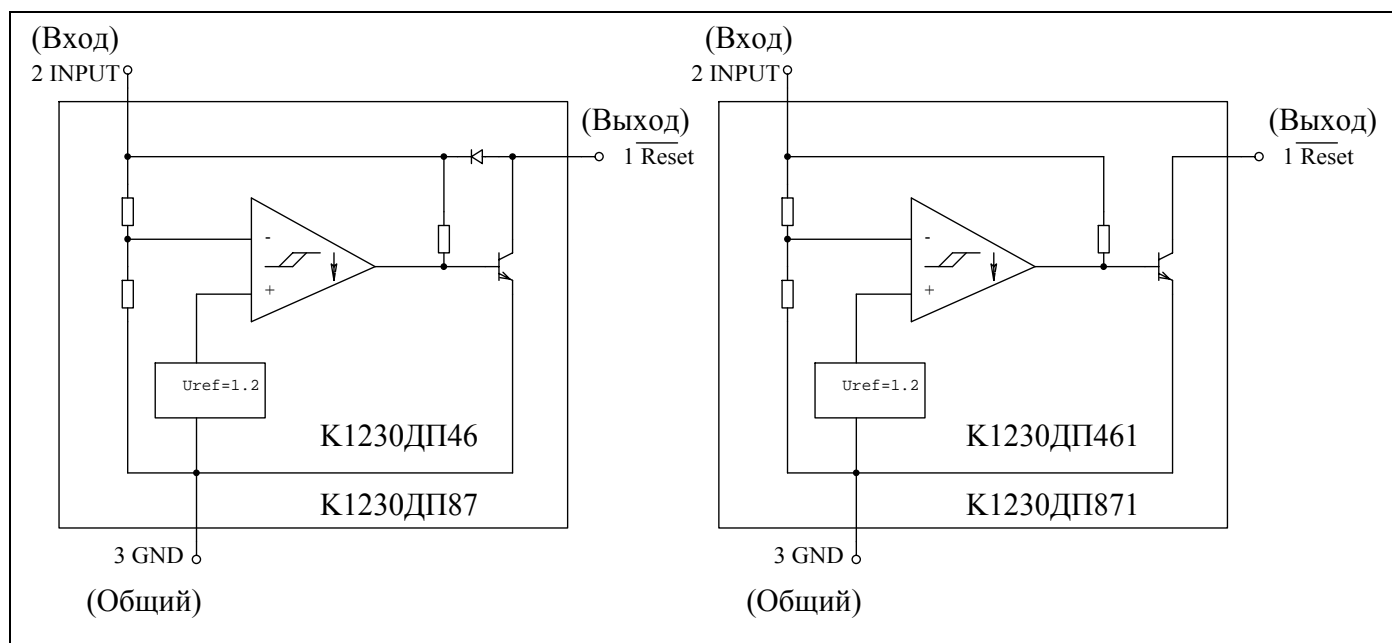 (Вход)
2 INPUT
(Выход)
1 Reset
-
+
Uref=1.2
К1230ДП46
К1230ДП87
3 GND
(Общий)
(Вход)
2 INPUT
(Выход)
1 Reset
-
+
Uref=1.2
К1230ДП461
К1230ДП871
3 GND
(Общий)